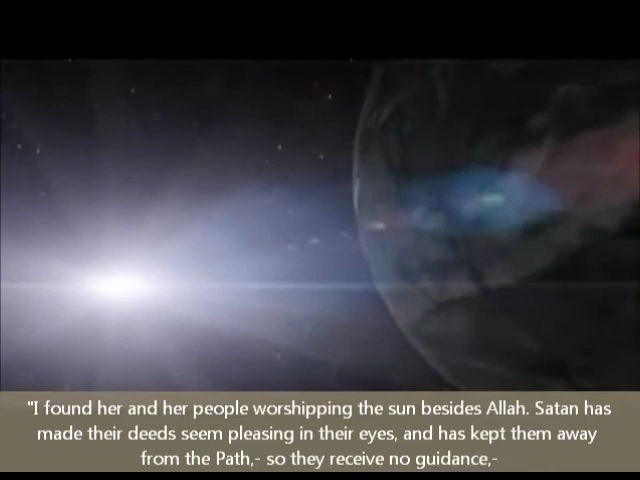 "I found her and her people worshipping the sun besides Allah. Satan has
made their deeds seem pleasing in their eyes, and has kept them away
from the Path,- so they receive no guidance,-